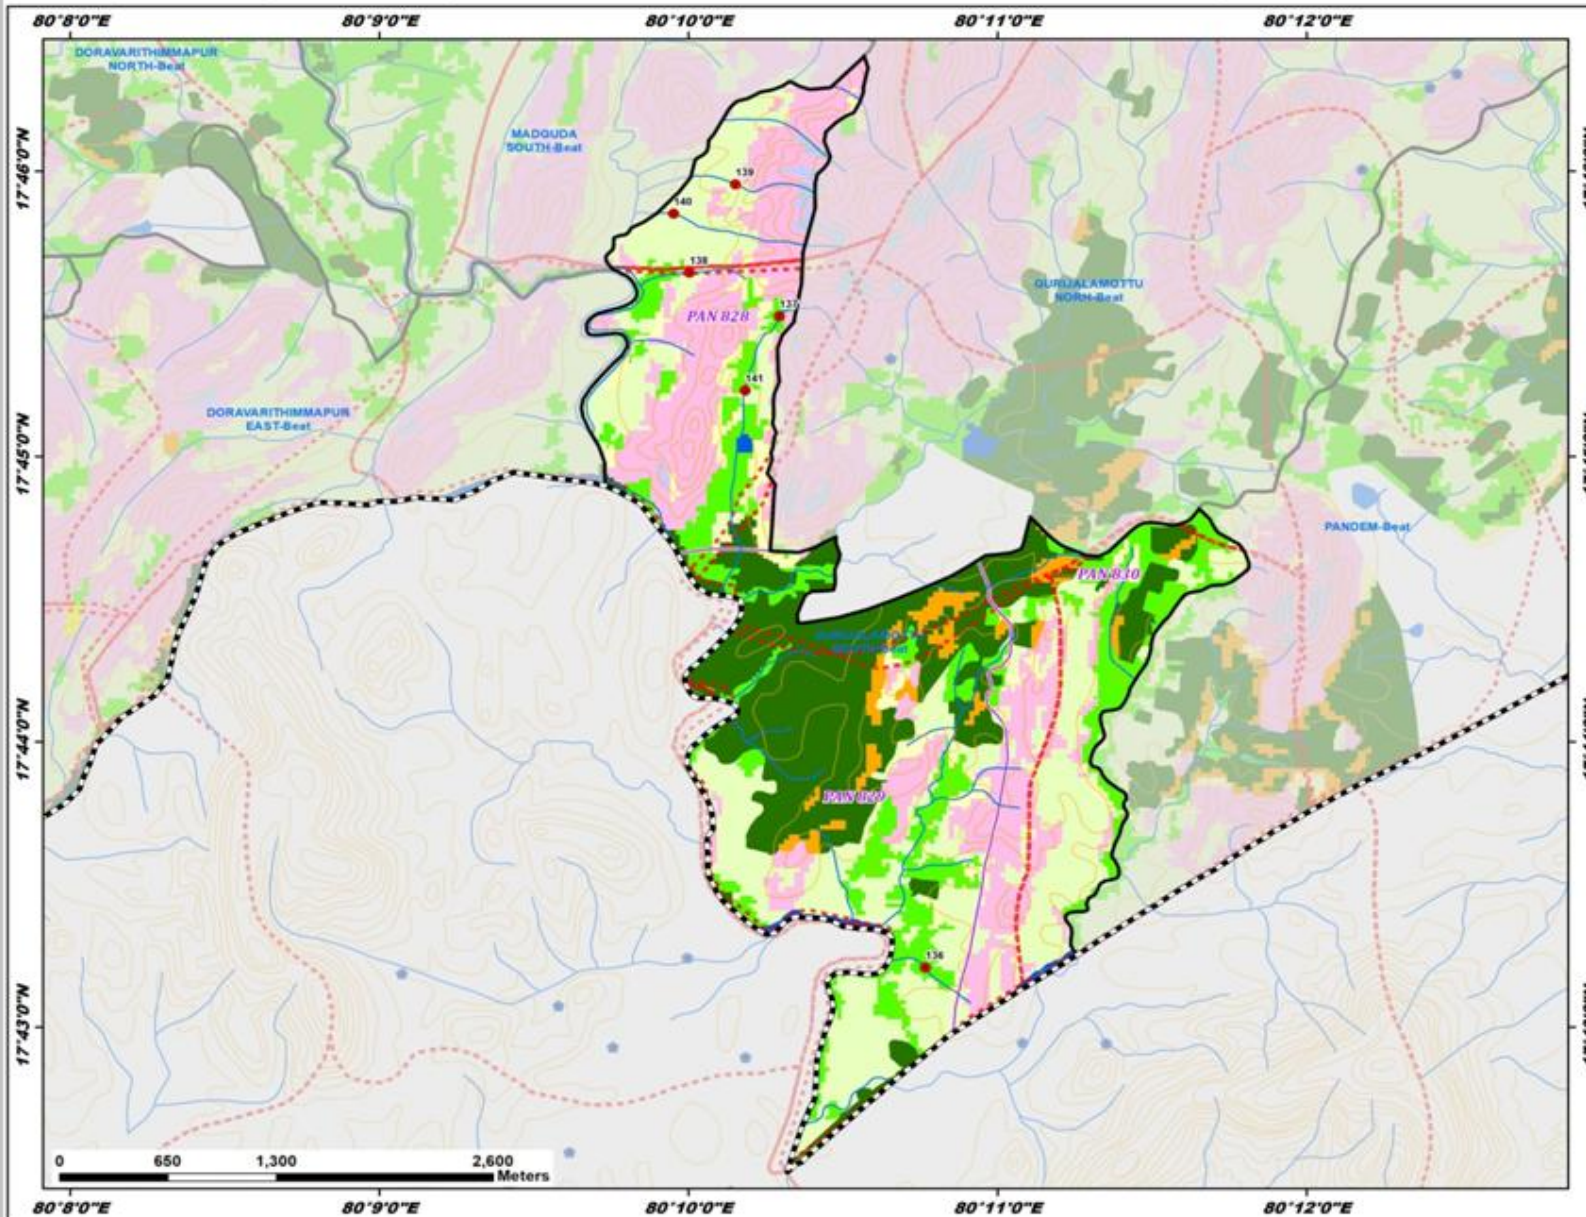 80°8'0"E 80°9'0"E 80°10'0"E 80°11'0"E 80°12'0"E
DORAVARITHIMMAPUR
NORTH-Beat
MADGUDA
SOUTH-Beat
17°46'0"N
139
140
138
GURIJALAMOTTU
NORH-Beat
137
PAN 828
141
DORAVARITHIMMAPUR
EAST-Beat
17°45'0"N
PANDEM-Beat
PAN 830
17°44'0"N
PAN 829
136
17°43'0"N
0 650 1,300 2,600
Meters
80°8'0"E 80°9'0"E 80°10'0"E 80°11'0"E 80°12'0"E